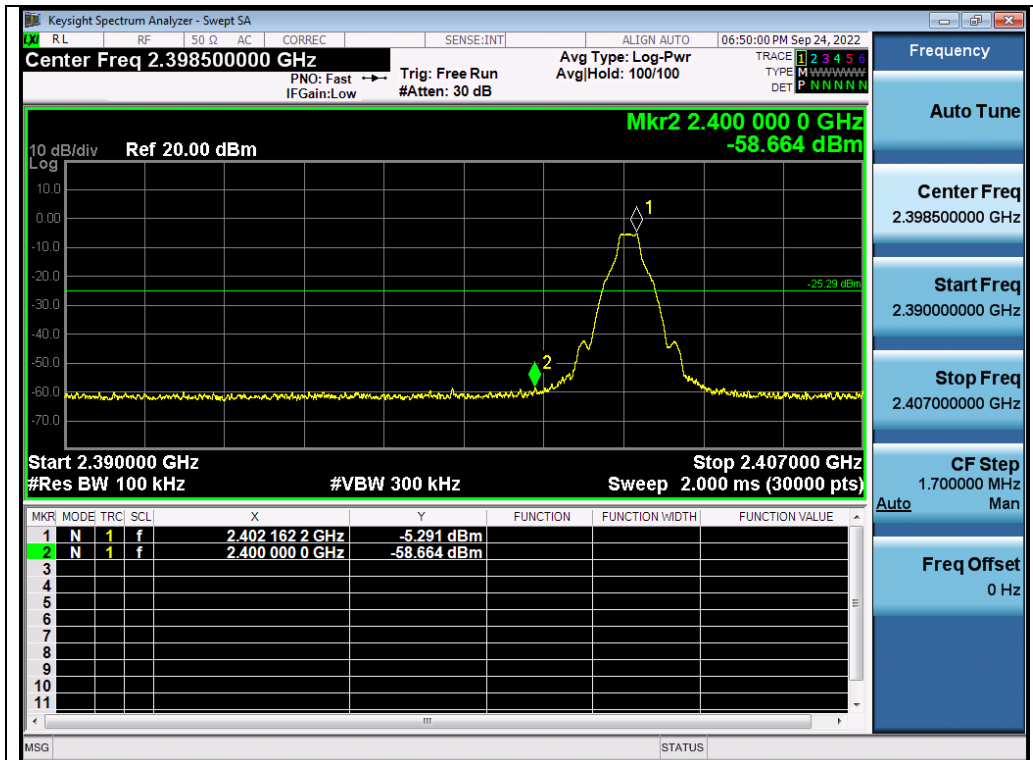 Keysight Spectrum Analyzer - Swept SA
LXI RL RF 50 Ω AC CORREC SENSE:INT ALIGN AUTO 06:50:00 PM Sep 24, 2022
Center Freq 2.398500000 GHz
PNO: Fast
IFGain:Low
Trig: Free Run
#Atten: 30 dB
Avg Type: Log-Pwr
Avg|Hold: 100/100
TRACE 1 2 3 4 5 6
TYPE M WWWWW
DET P N N N N N
Mkr2 2.400 000 0 GHz
-58.664 dBm
10 dB/div Ref 20.00 dBm
Log
10.0
0.00
-10.0
-20.0
-30.0
-40.0
-50.0
-60.0
-70.0
1
-25.29 dBm
2
Start 2.390000 GHz Stop 2.407000 GHz
#Res BW 100 kHz #VBW 300 kHz Sweep 2.000 ms (30000 pts)
MKR MODE TRC SCL X Y FUNCTION FUNCTION WIDTH FUNCTION VALUE
1 N 1 f 2.402 162 2 GHz -5.291 dBm
2 N 1 f 2.400 000 0 GHz -58.664 dBm
3
4
5
6
7
8
9
10
11
MSG STATUS
Frequency
Auto Tune
Center Freq
2.398500000 GHz
Start Freq
2.390000000 GHz
Stop Freq
2.407000000 GHz
CF Step
1.700000 MHz
Auto Man
Freq Offset
0 Hz